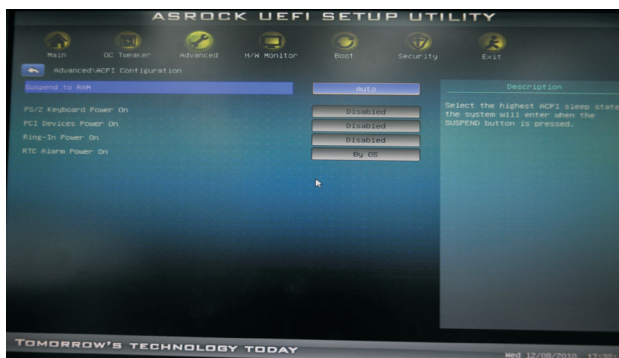 ASROCK UEFI SETUP UTILITY
Main OC Tweaker Advanced H/W Monitor Boot Security Exit
Advanced\ACPI Configuration
Suspend to RAM Auto
PS/2 Keyboard Power On Disabled
PCI Devices Power On Disabled
Ring-In Power On Disabled
RTC Alarm Power On By OS
Description
Select the highest ACPI sleep state
the system will enter when the
SUSPEND button is pressed.
TOMORROW'S TECHNOLOGY TODAY
Wed 12/08/2010,